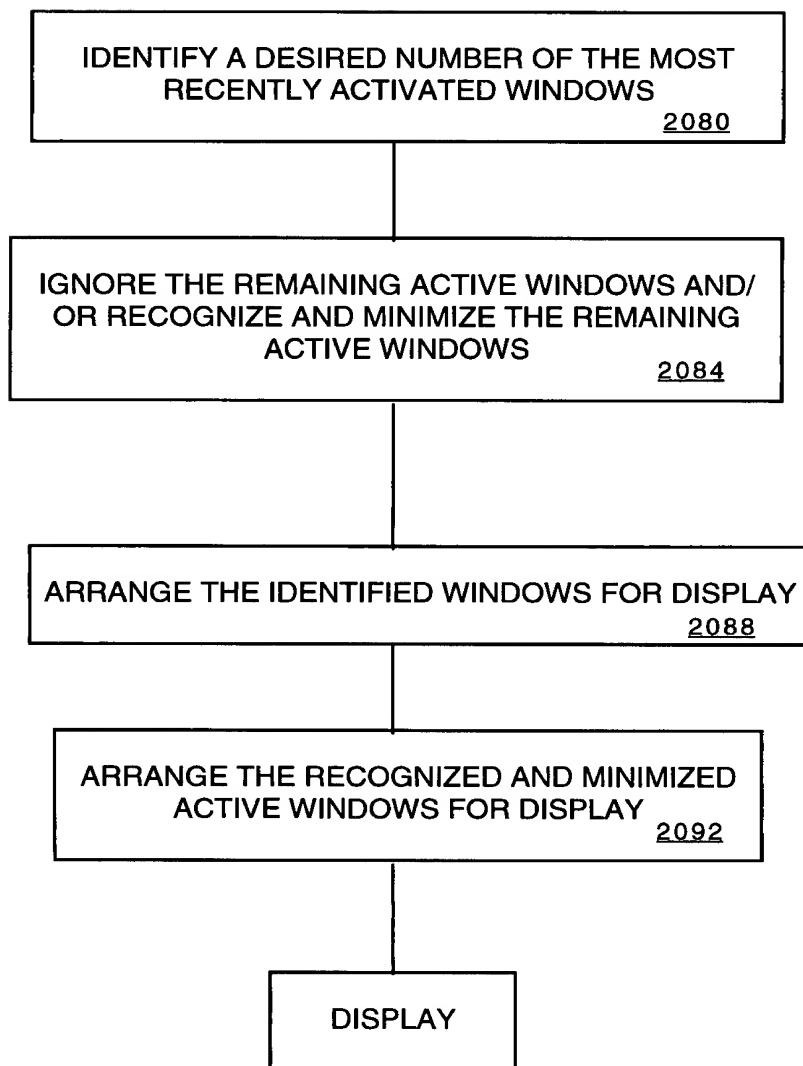 IDENTIFY A DESIRED NUMBER OF THE MOST
RECENTLY ACTIVATED WINDOWS
2080
IGNORE THE REMAINING ACTIVE WINDOWS AND/
OR RECOGNIZE AND MINIMIZE THE REMAINING
ACTIVE WINDOWS
2084
ARRANGE THE IDENTIFIED WINDOWS FOR DISPLAY
2088
ARRANGE THE RECOGNIZED AND MINIMIZED
ACTIVE WINDOWS FOR DISPLAY
2092
DISPLAY